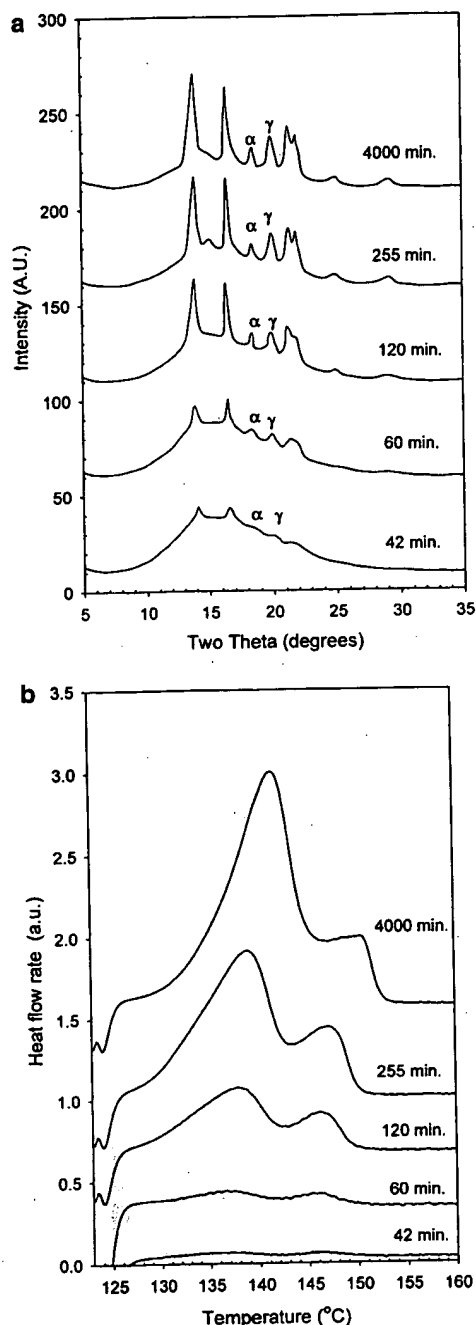 a
300
250
200
150
100
50
0
Intensity (A.U.)
α γ
4000 min.
α γ
255 min.
α γ
120 min.
α γ
60 min.
α γ
42 min.
5 10 15 20 25 30 35
Two Theta (degrees)
b
3.5
3.0
2.5
2.0
1.5
1.0
0.5
0.0
Heat flow rate (a.u.)
4000 min.
255 min.
120 min.
60 min.
42 min.
125 130 135 140 145 150 155 160
Temperature (°C)